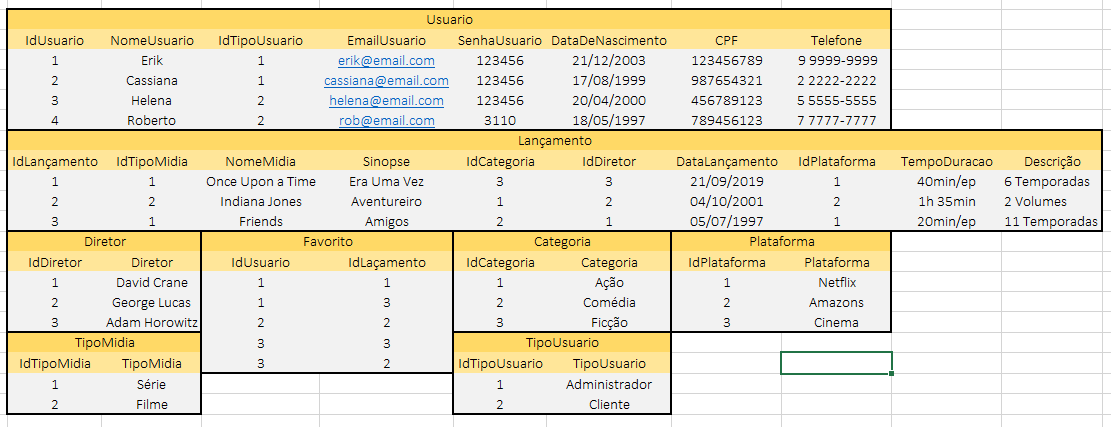 Usuario
IdUsuario NomeUsuario IdTipoUsuario EmailUsuario SenhaUsuario DataDeNascimento CPF Telefone
1 Erik 1 erik@email.com 123456 21/12/2003 123456789 9 9999-9999
2 Cassiana 1 cassiana@email.com 123456 17/08/1999 987654321 2 2222-2222
3 Helena 2 helena@email.com 123456 20/04/2000 456789123 5 5555-5555
4 Roberto 2 rob@email.com 3110 18/05/1997 789456123 7 7777-7777
Lançamento
IdLançamento IdTipoMidia NomeMidia Sinopse IdCategoria IdDiretor DataLançamento IdPlataforma TempoDuracao Descrição
1 1 Once Upon a Time Era Uma Vez 3 3 21/09/2019 1 40min/ep 6 Temporadas
2 2 Indiana Jones Aventureiro 1 2 04/10/2001 2 1h 35min 2 Volumes
3 1 Friends Amigos 2 1 05/07/1997 1 20min/ep 11 Temporadas
Diretor Favorito Categoria Plataforma
IdDiretor Diretor IdUsuario IdLaçamento IdCategoria Categoria IdPlataforma Plataforma
1 David Crane 1 1 1 Ação 1 Netflix
2 George Lucas 1 3 2 Comédia 2 Amazons
3 Adam Horowitz 2 2 3 Ficção 3 Cinema
TipoMidia 3 3 TipoUsuario
IdTipoMidia TipoMidia 3 2 IdTipoUsuario TipoUsuario
1 Série 1 Administrador
2 Filme 2 Cliente